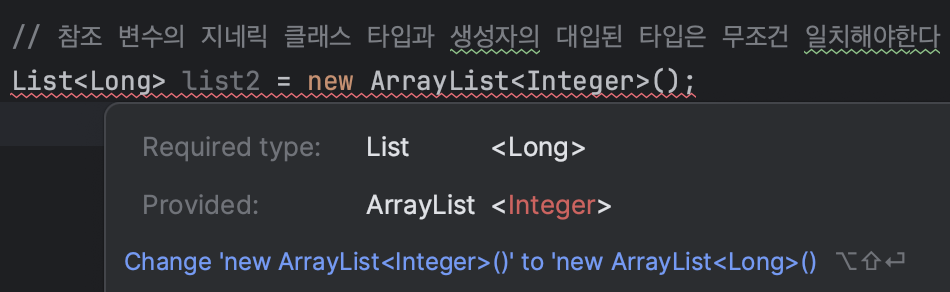 // 참조 변수의 지네릭 클래스 타입과 생성자의 대입된 타입은 무조건 일치해야한다
List<Long> list2 = new ArrayList<Integer>();
Required type: List <Long>
Provided: ArrayList <Integer>
Change 'new ArrayList<Integer>()' to 'new ArrayList<Long>() ⌥⇧⏎